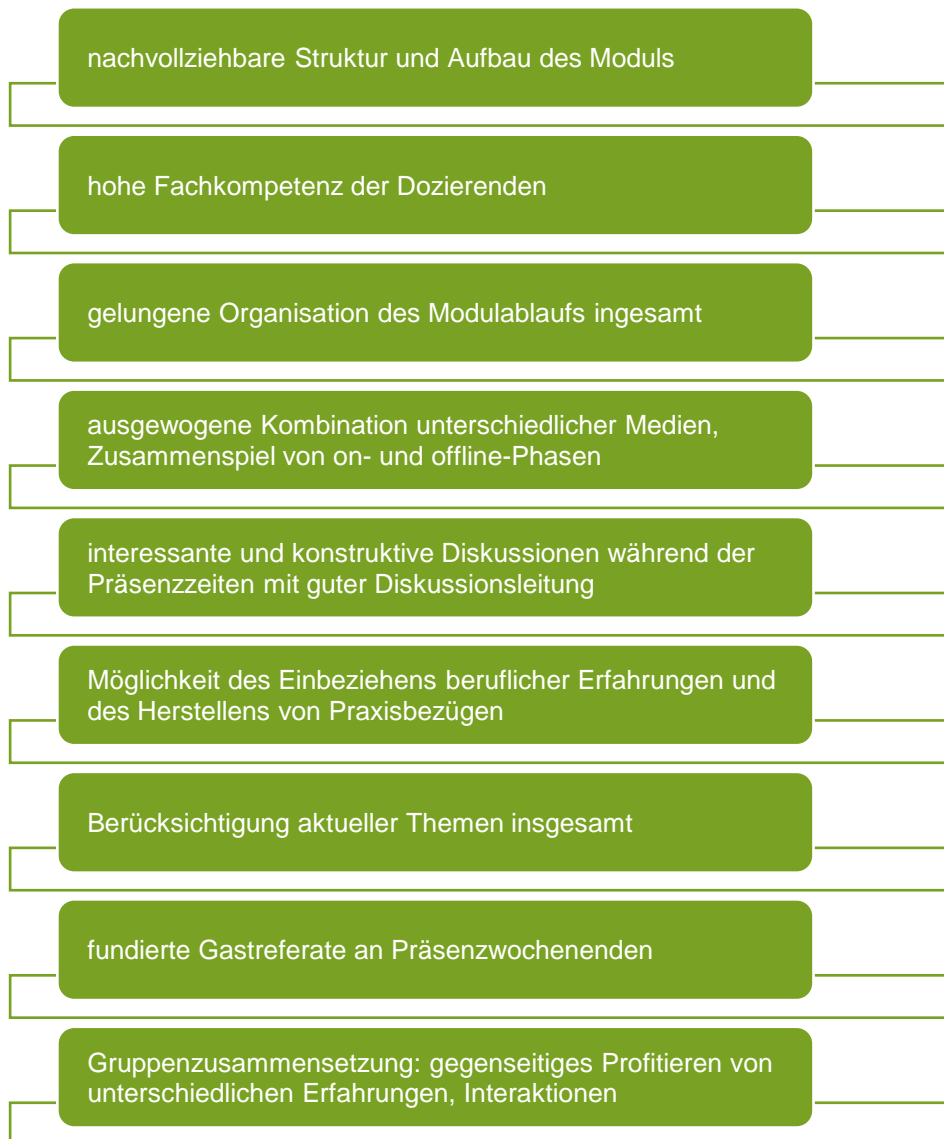 nachvollziehbare Struktur und Aufbau des Moduls
hohe Fachkompetenz der Dozierenden
gelungene Organisation des Modulablaufs ingesamt
ausgewogene Kombination unterschiedlicher Medien,
Zusammenspiel von on- und offline-Phasen
interessante und konstruktive Diskussionen während der
Präsenzzeiten mit guter Diskussionsleitung
Möglichkeit des Einbeziehens beruflicher Erfahrungen und
des Herstellens von Praxisbezügen
Berücksichtigung aktueller Themen insgesamt
fundierte Gastreferate an Präsenzwochenenden
Gruppenzusammensetzung: gegenseitiges Profitieren von
unterschiedlichen Erfahrungen, Interaktionen